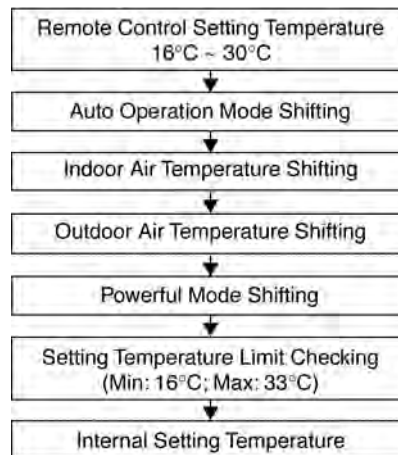 Remote Control Setting Temperature
16°C ~ 30°C
Auto Operation Mode Shifting
Indoor Air Temperature Shifting
Outdoor Air Temperature Shifting
Powerful Mode Shifting
Setting Temperature Limit Checking
(Min: 16°C; Max: 33°C)
Internal Setting Temperature